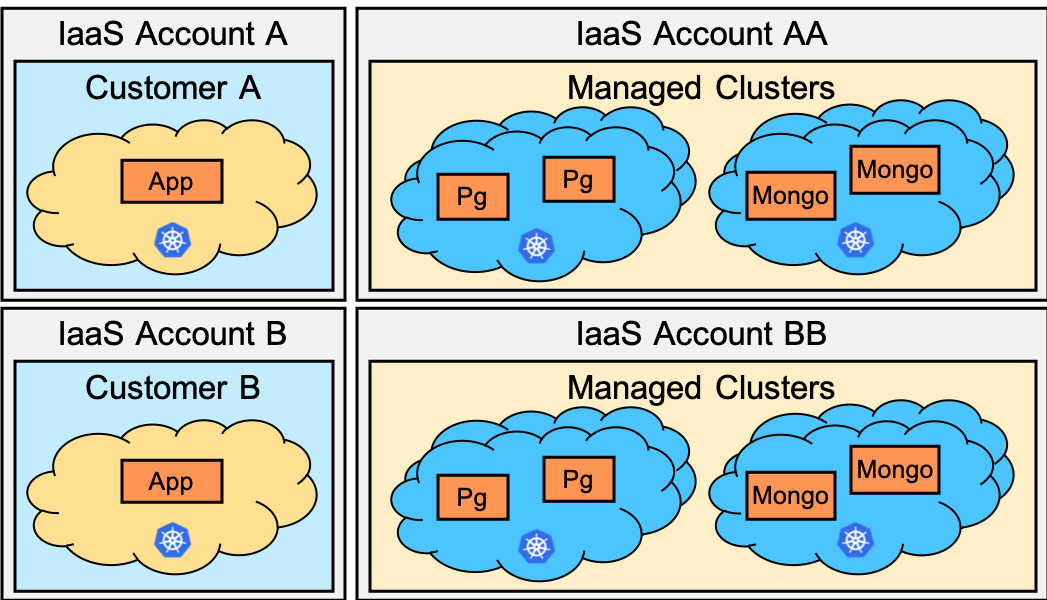 IaaS Account A
Customer A
App
IaaS Account AA
Managed Clusters
Pg
Pg
Mongo
Mongo
IaaS Account B
Customer B
App
IaaS Account BB
Managed Clusters
Pg
Pg
Mongo
Mongo